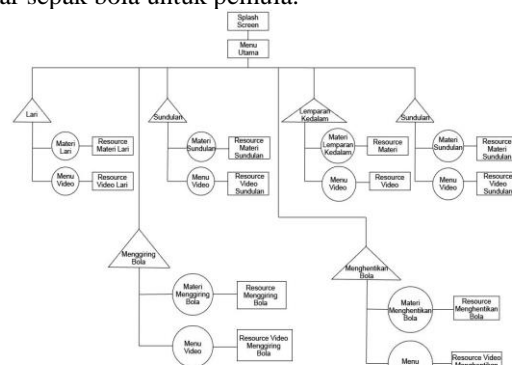 ar sepak bola untuk pemula.
Splash
Screen
Menu
Utama
Lari
Materi
Lari
Resource
Materi Lari
Menu
Video
Resource
Video Lari
Sundulan
Materi
Sundulan
Resource
Materi
Sundulan
Menu
Video
Resource
Video
Sundulan
Lemparan
Kedalam
Materi
Lemparan
Kedalam
Resource
Materi
Menu
Video
Resource
Video
Sundulan
Materi
Sundulan
Resource
Materi
Sundulan
Menu
Video
Resource
Video
Sundulan
Menggiring
Bola
Materi
Menggiring
Bola
Resource
Menggiring
Bola
Menu
Video
Resource Video
Menggiring
Bola
Menghentikan
Bola
Materi
Menghentikan
Bola
Resource
Menghentikan
Bola
Menu
Resource Video
Menghentikan